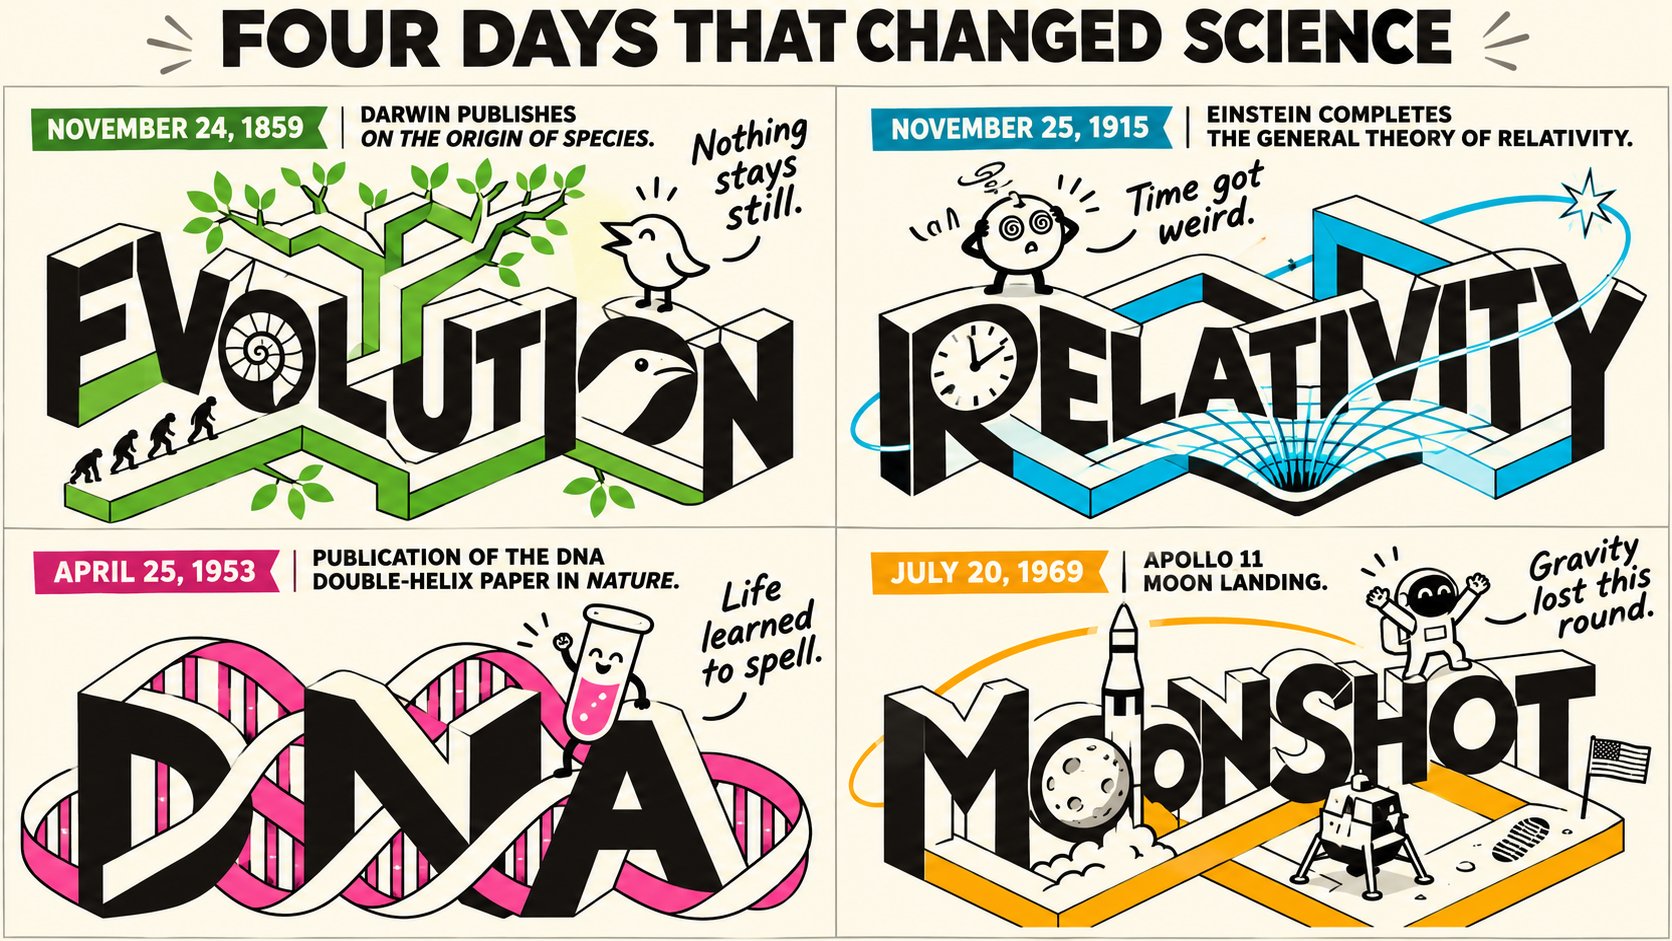 FOUR DAYS THAT CHANGED SCIENCE
NOVEMBER 24, 1859
DARWIN PUBLISHES
ON THE ORIGIN OF SPECIES.
Nothing
stays
still.
EVOLUTION
NOVEMBER 25, 1915
EINSTEIN COMPLETES
THE GENERAL THEORY OF RELATIVITY.
Time got
weird.
RELATIVITY
APRIL 25, 1953
PUBLICATION OF THE DNA
DOUBLE-HELIX PAPER IN NATURE.
Life
learned
to spell.
DNA
JULY 20, 1969
APOLLO 11
MOON LANDING.
Gravity
lost this
round.
MOONSHOT